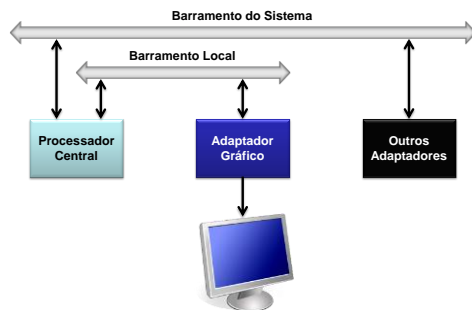 Barramento do Sistema
Barramento Local
Processador
Central
Adaptador
Gráfico
Outros
Adaptadores